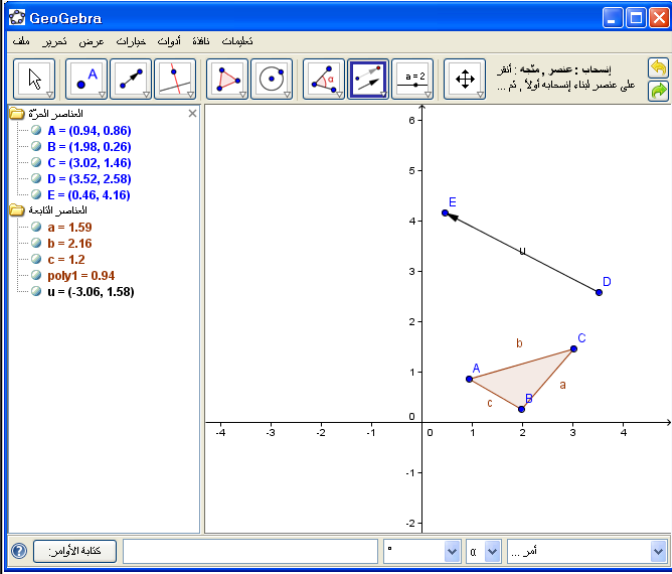 GeoGebra
ملف تحرير عرض خيارات أدوات نافذة تعليمات
A
α
a = 2
إنسحاب : عنصر , متّجه : أنقر
على عنصر لبناء إنسحابه أولاً , ثم ...
العناصر الحرّة
A = (0.94, 0.86)
B = (1.98, 0.26)
C = (3.02, 1.46)
D = (3.52, 2.58)
E = (0.46, 4.16)
العناصر التابعة
a = 1.59
b = 2.16
c = 1.2
poly1 = 0.94
u = (-3.06, 1.58)
6
5
E
4
u
3
D
2
b
C
A
1
a
c
B
0
-4 -3 -2 -1 0 1 2 3 4
-1
-2
كتابة الأوامر:
°
α
أمر ...